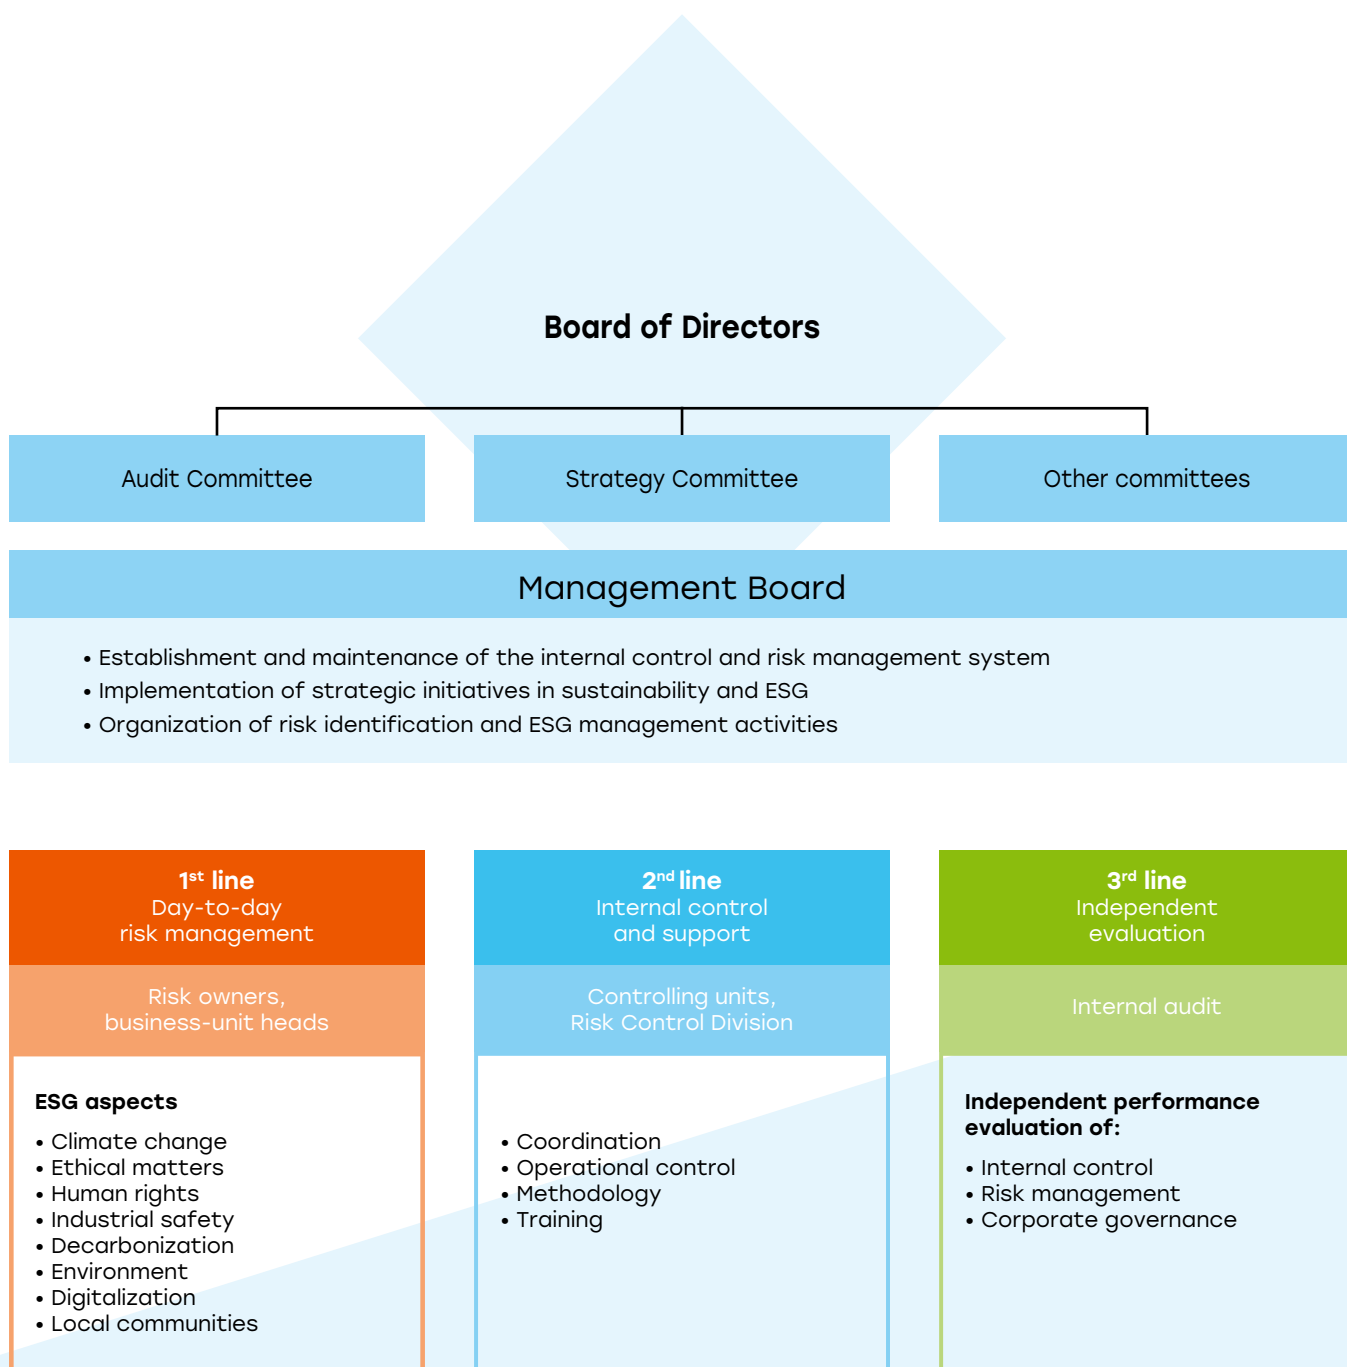 Board of Directors
Audit Committee
Strategy Committee
Other committees
Management Board
• Establishment and maintenance of the internal control and risk management system
• Implementation of strategic initiatives in sustainability and ESG
• Organization of risk identification and ESG management activities
1st line
Day-to-day
risk management
Risk owners,
business-unit heads
ESG aspects
• Climate change
• Ethical matters
• Human rights
• Industrial safety
• Decarbonization
• Environment
• Digitalization
• Local communities
2nd line
Internal control
and support
Controlling units,
Risk Control Division
• Coordination
• Operational control
• Methodology
• Training
3rd line
Independent
evaluation
Internal audit
Independent performance
evaluation of:
• Internal control
• Risk management
• Corporate governance